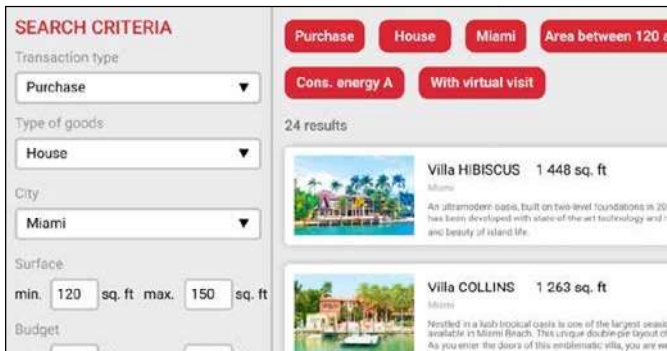 SEARCH CRITERIA
Transaction type
Purchase
Type of goods
House
City
Miami
Surface
min. 120 sq. ft max. 150 sq. ft
Budget
Purchase House Miami Area between 120 a
Cons. energy A With virtual visit
24 results
Villa HIBISCUS 1 448 sq. ft
Miami
An ultramodern oasis, built on two-level foundations in 20
has been developed with state-of-the-art technology and
and beauty of island life.
Villa COLLINS 1 263 sq. ft
Miami
Nestled in a lush tropical oasis is one of the largest
available in Miami Beach. This unique double-pie layout
As you enter the doors of this emblematic villa, you are